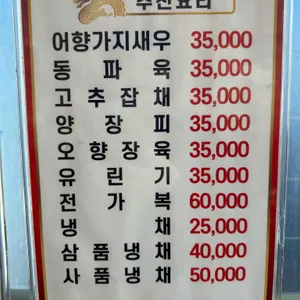 추천요리
어향가지새우 35,000
동파육 35,000
고추잡채 35,000
양장피 35,000
오향장육 35,000
유린기 35,000
전가복 60,000
냉채 25,000
삼품냉채 40,000
사품냉채 50,000